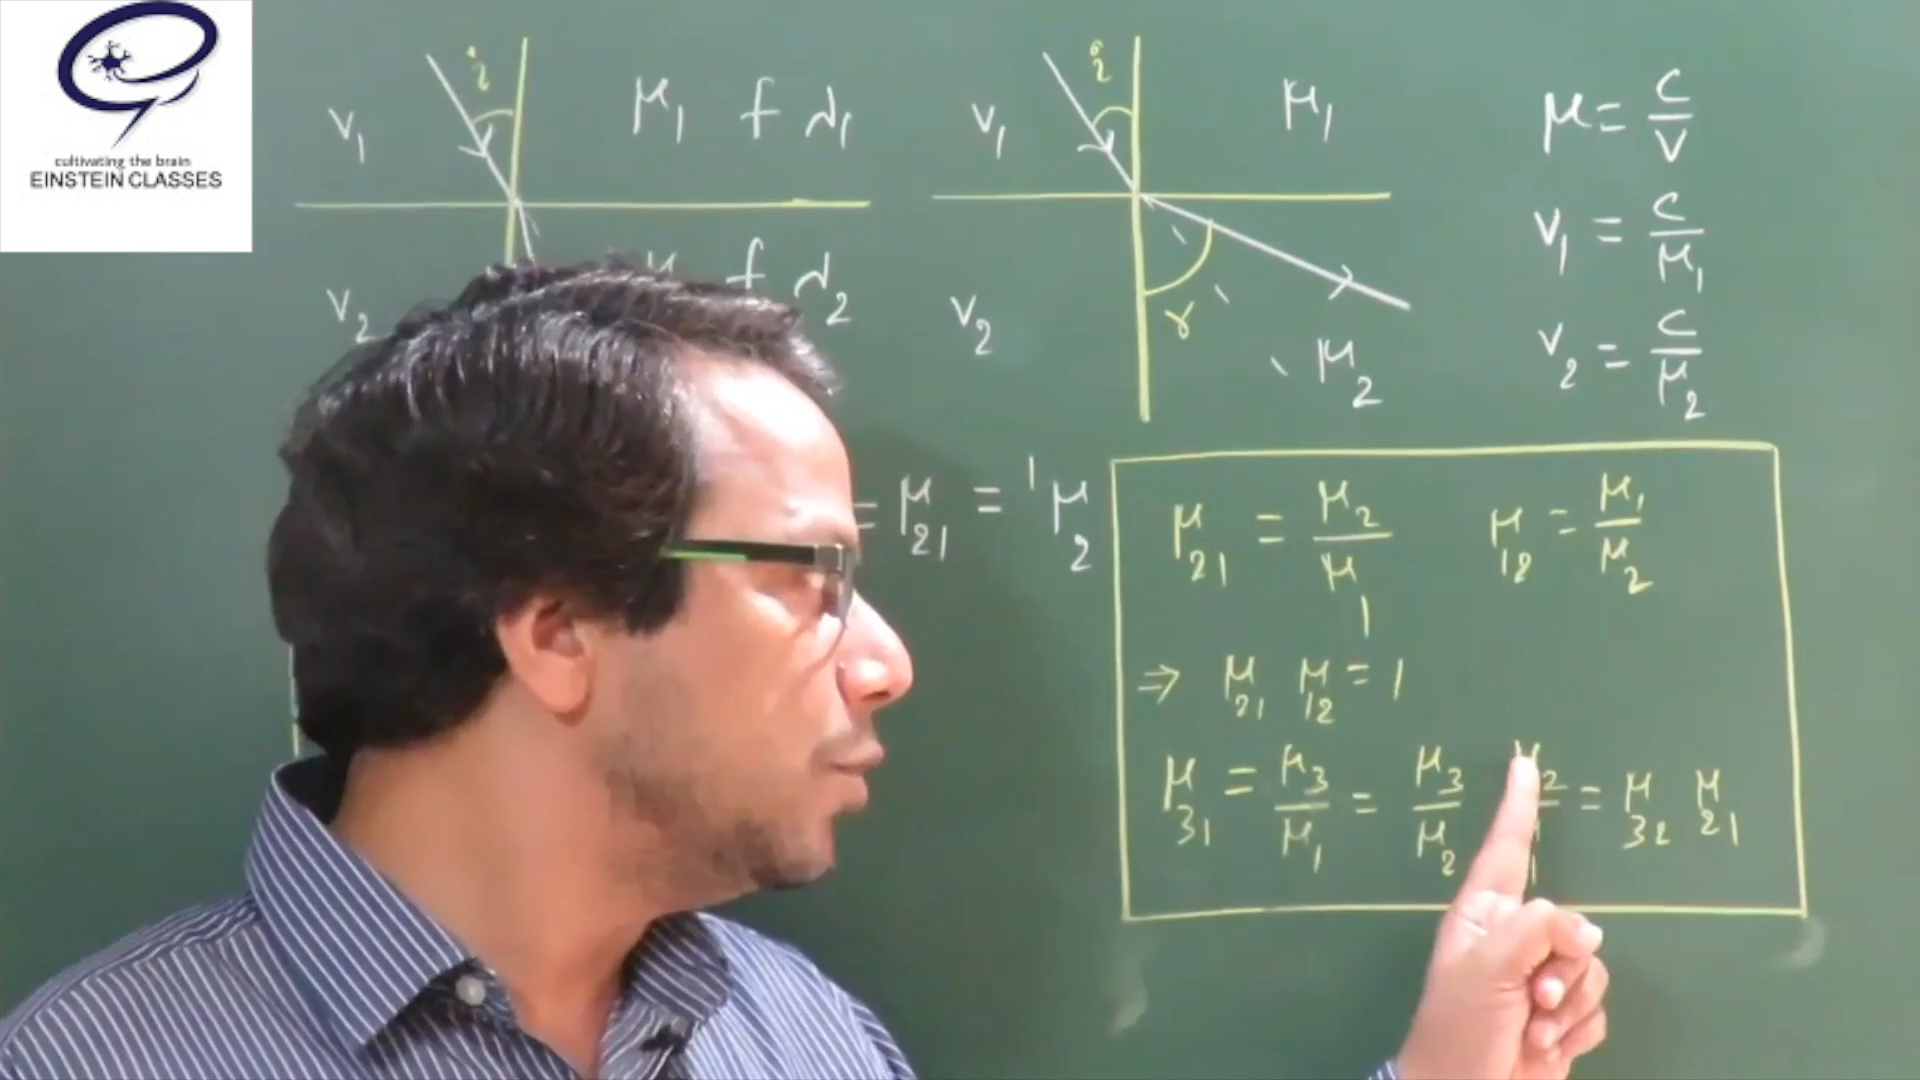 cultivating the brain
EINSTEIN CLASSES
i
v₁
μ₁ f λ₁
f λ₂
v₂
i
v₁
μ₁
r
v₂
μ₂
μ = c/v
v₁ = c/μ₁
v₂ = c/μ₂
= μ₂₁ = ¹μ₂
μ₂₁ = μ₂/μ₁ μ₁₂ = μ₁/μ₂
⇒ μ₂₁ μ₁₂ = 1
μ₃₁ = μ₃/μ₁ = μ₃/μ₂ = μ₃₂ μ₂₁